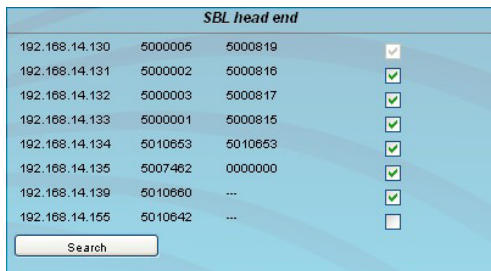 SBL head end
192.168.14.130 5000005 5000819
192.168.14.131 5000002 5000816
192.168.14.132 5000003 5000817
192.168.14.133 5000001 5000815
192.168.14.134 5010653 5010653
192.168.14.135 5007462 0000000
192.168.14.139 5010660 ---
192.168.14.155 5010642 ---
Search